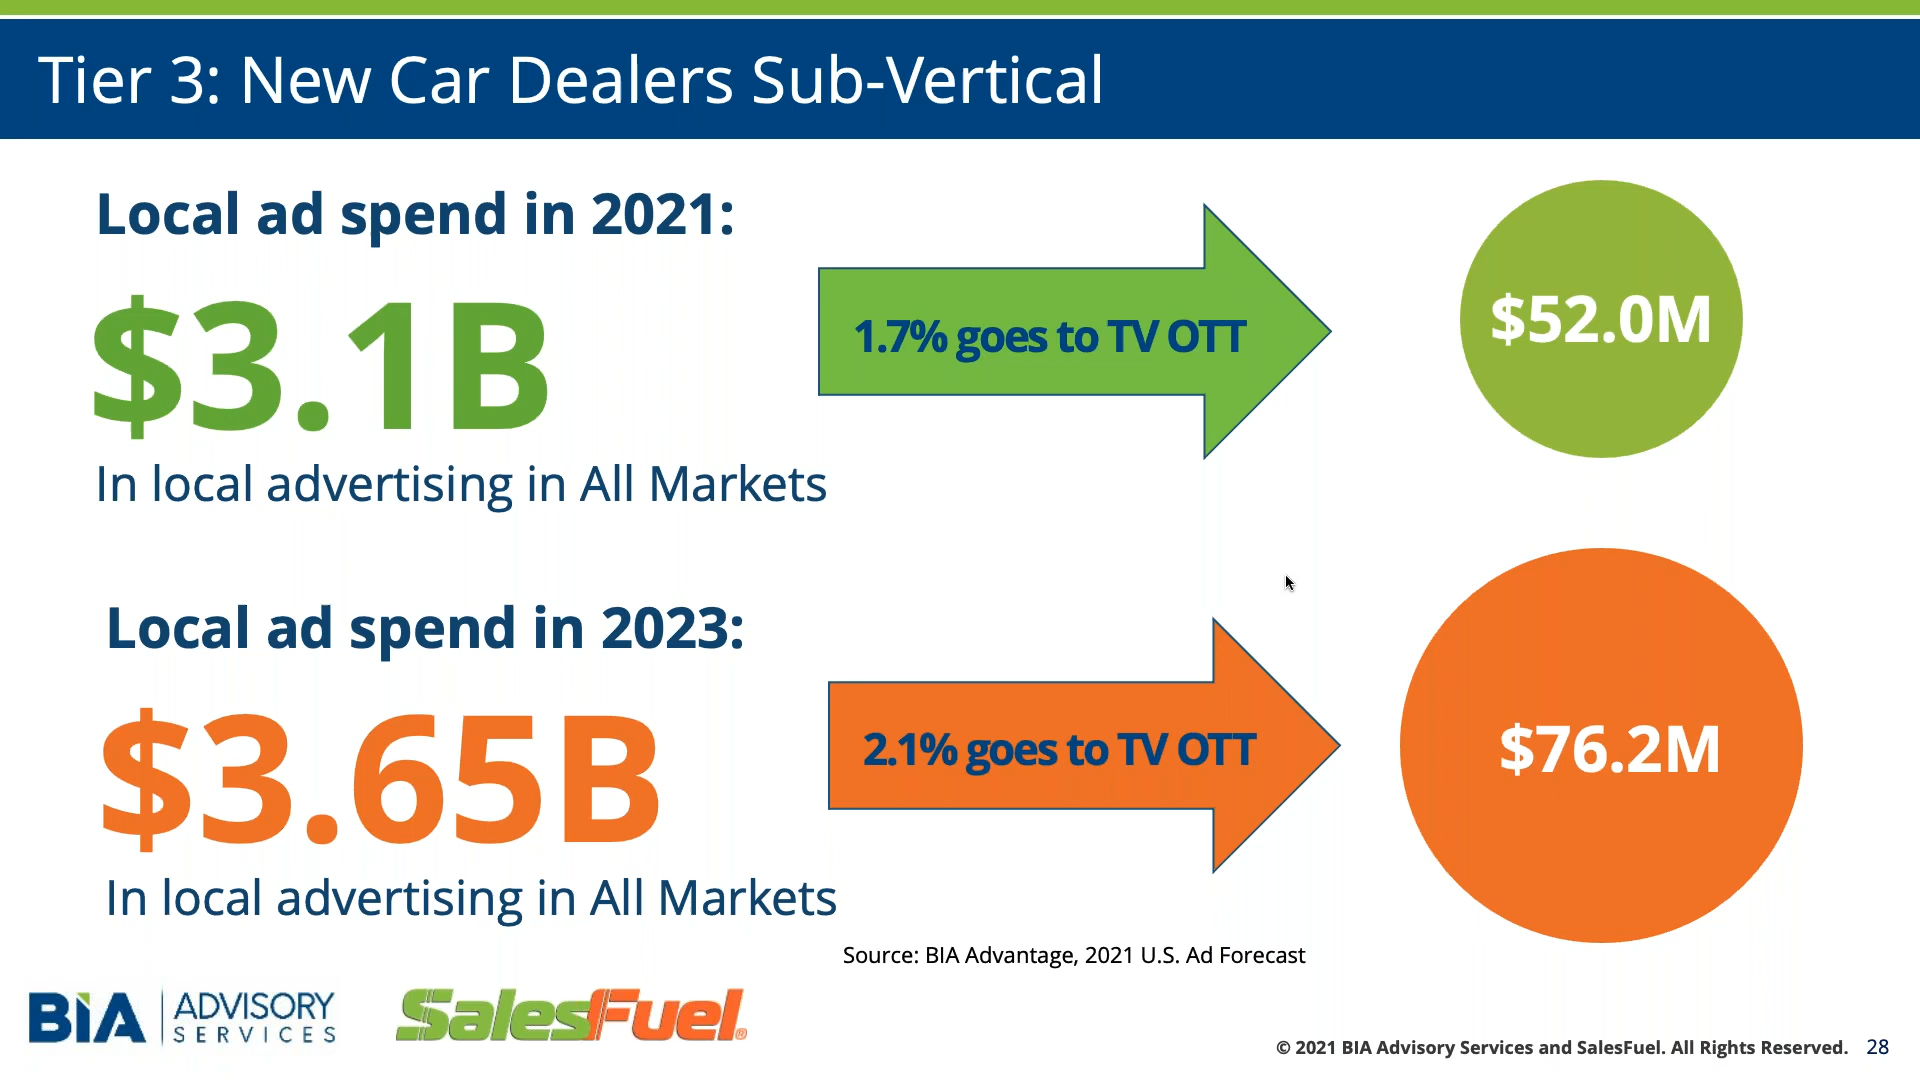 Tier 3: New Car Dealers Sub-Vertical
Local ad spend in 2021:
$3.1B
In local advertising in All Markets
1.7% goes to TV OTT
$52.0M
Local ad spend in 2023:
$3.65B
In local advertising in All Markets
2.1% goes to TV OTT
$76.2M
Source: BIA Advantage, 2021 U.S. Ad Forecast
BiA ADVISORY
SERVICES
SalesFuel®
© 2021 BIA Advisory Services and SalesFuel. All Rights Reserved. 28